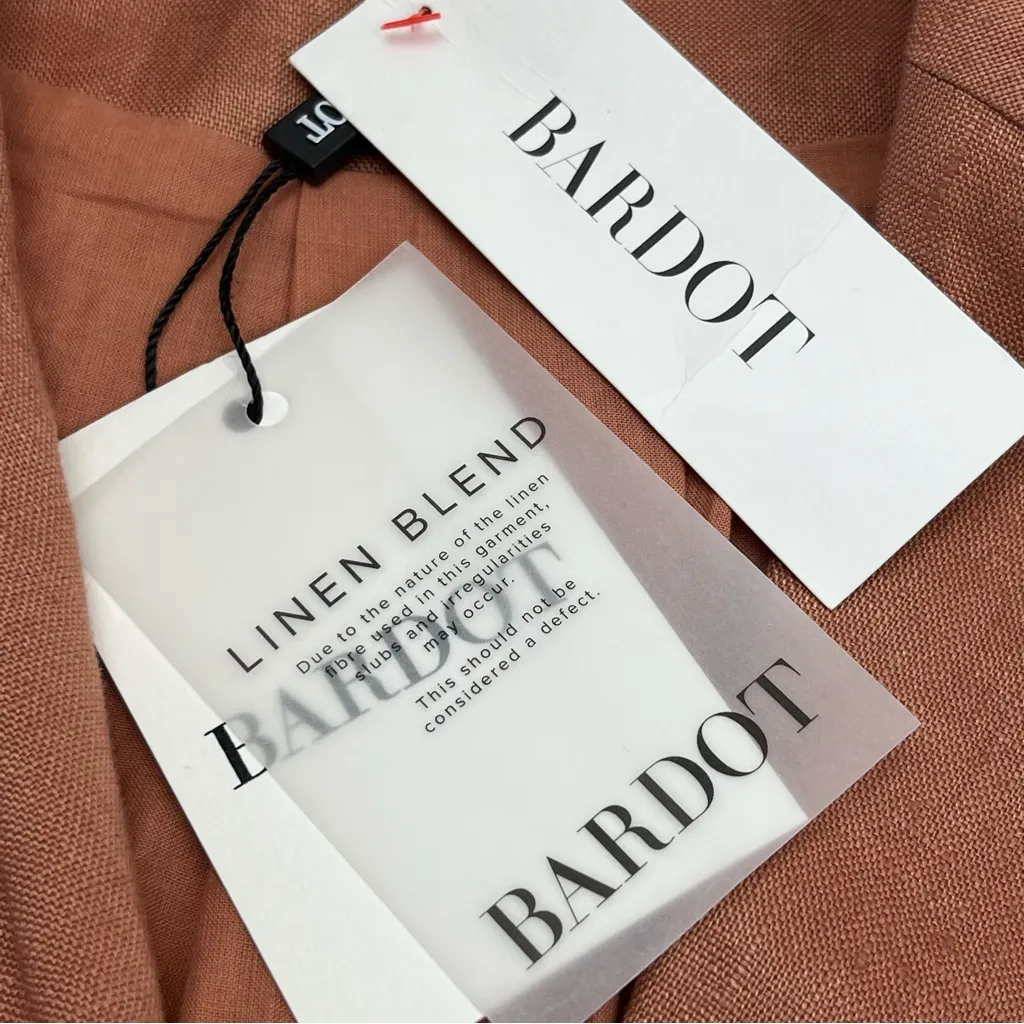 OT
BARDOT
LINEN BLEND
Due to the nature of the linen
fibre used in this garment,
slubs and irregularities
may occur.
This should not be
considered a defect.
BARDOT
BARDOT